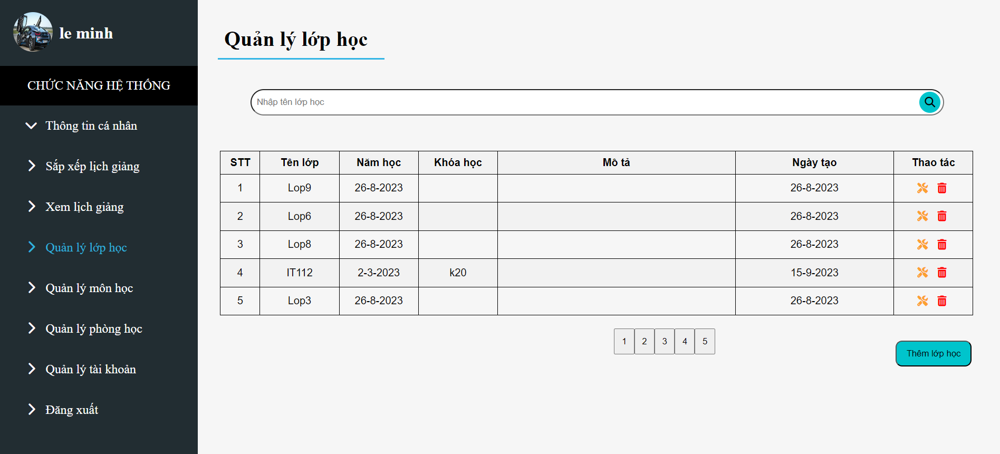 le minh
CHỨC NĂNG HỆ THỐNG
Thông tin cá nhân
Sắp xếp lịch giảng
Xem lịch giảng
Quản lý lớp học
Quản lý môn học
Quản lý phòng học
Quản lý tài khoản
Đăng xuất
Quản lý lớp học
Nhập tên lớp học
STT Tên lớp Năm học Khóa học Mô tả Ngày tạo Thao tác
1 Lop9 26-8-2023 26-8-2023
2 Lop6 26-8-2023 26-8-2023
3 Lop8 26-8-2023 26-8-2023
4 IT112 2-3-2023 k20 15-9-2023
5 Lop3 26-8-2023 26-8-2023
1 2 3 4 5
Thêm lớp học